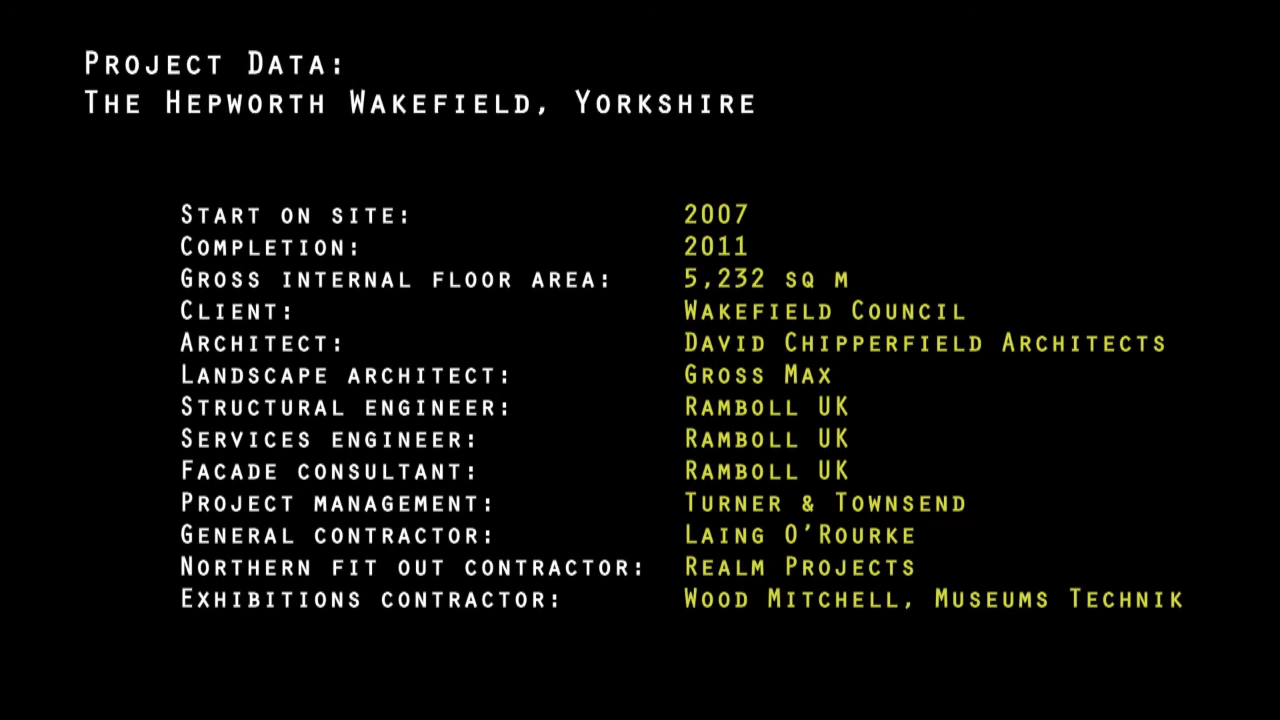 Project Data:
The Hepworth Wakefield, Yorkshire
Start on site: 2007
Completion: 2011
Gross internal floor area: 5,232 sq m
Client: Wakefield Council
Architect: David Chipperfield Architects
Landscape architect: Gross Max
Structural engineer: Ramboll UK
Services engineer: Ramboll UK
Facade consultant: Ramboll UK
Project management: Turner & Townsend
General contractor: Laing O'Rourke
Northern fit out contractor: Realm Projects
Exhibitions contractor: Wood Mitchell, Museums Technik